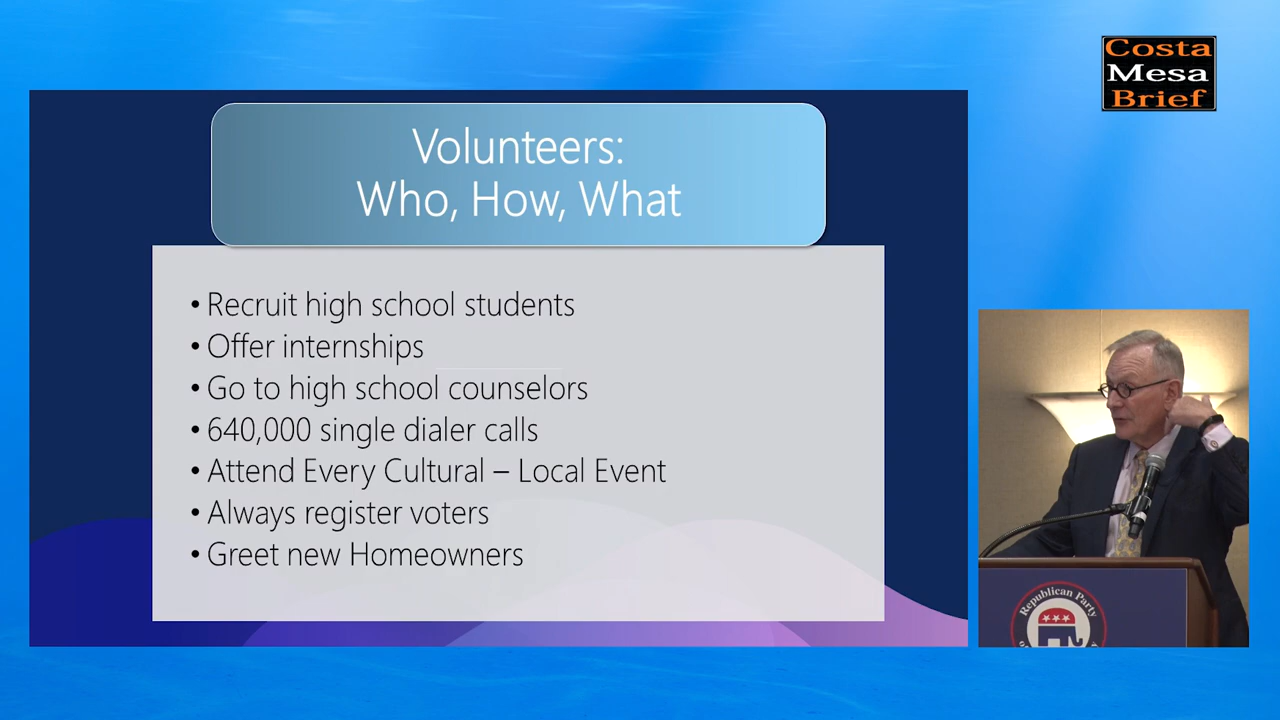 Costa
Mesa
Brief
Volunteers:
Who, How, What
• Recruit high school students
• Offer internships
• Go to high school counselors
• 640,000 single dialer calls
• Attend Every Cultural – Local Event
• Always register voters
• Greet new Homeowners
Republican Party